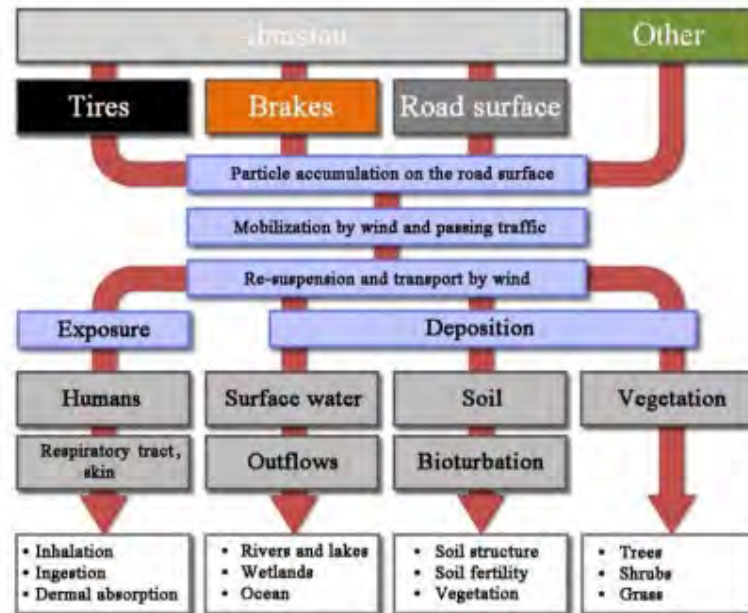 Other
Tires
Brakes
Road surface
Particle accumulation on the road surface
Mobilization by wind and passing traffic
Re-suspension and transport by wind
Exposure
Deposition
Humans
Surface water
Soil
Vegetation
Respiratory tract,
skin
Outflows
Bioturbation
• Inhalation
• Ingestion
• Dermal absorption
• Rivers and lakes
• Wetlands
• Ocean
• Soil structure
• Soil fertility
• Vegetation
• Trees
• Shrubs
• Grass